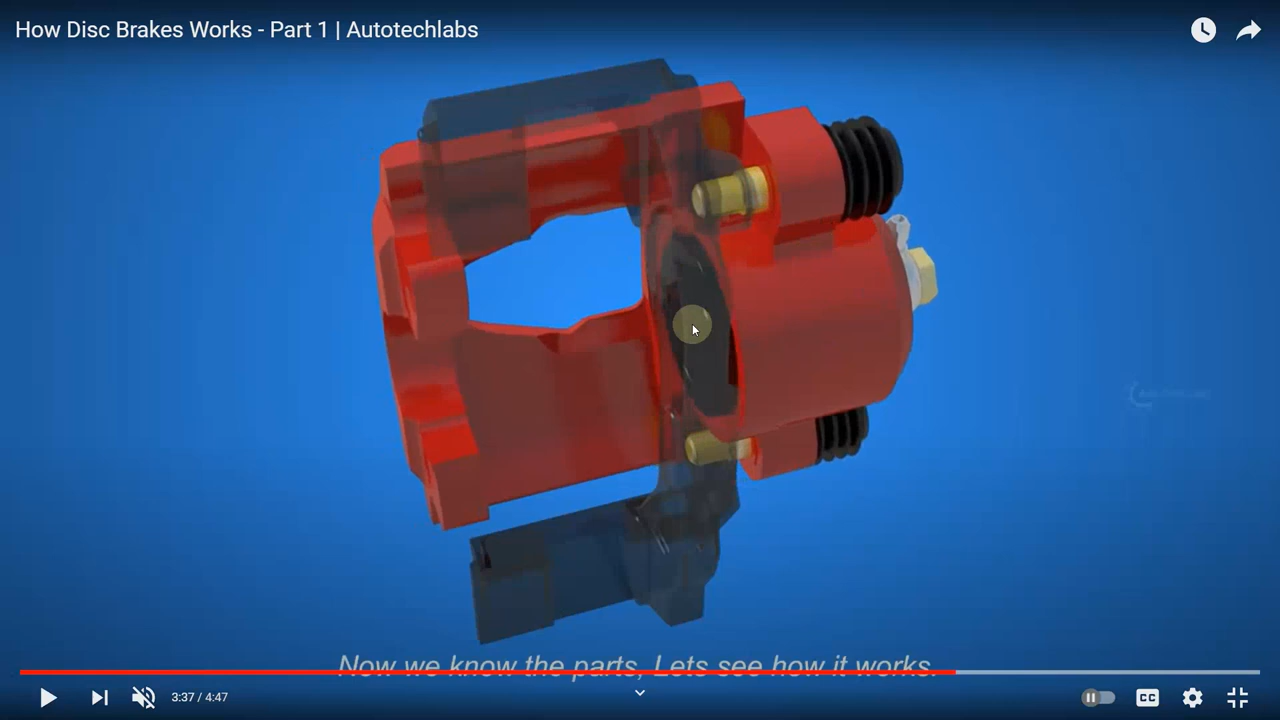 How Disc Brakes Works - Part 1 | Autotechlabs
Now we know the parts, Lets see how it works.
3:37 / 4:47
CC